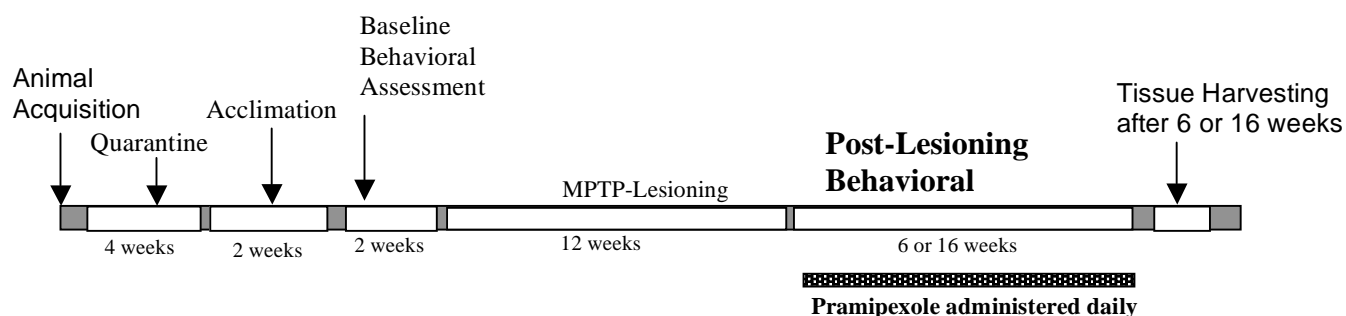 Animal
Acquisition
Quarantine
Acclimation
Baseline
Behavioral
Assessment
MPTP-Lesioning
Post-Lesioning
Behavioral
Tissue Harvesting
after 6 or 16 weeks
4 weeks
2 weeks
2 weeks
12 weeks
6 or 16 weeks
Pramipexole administered daily